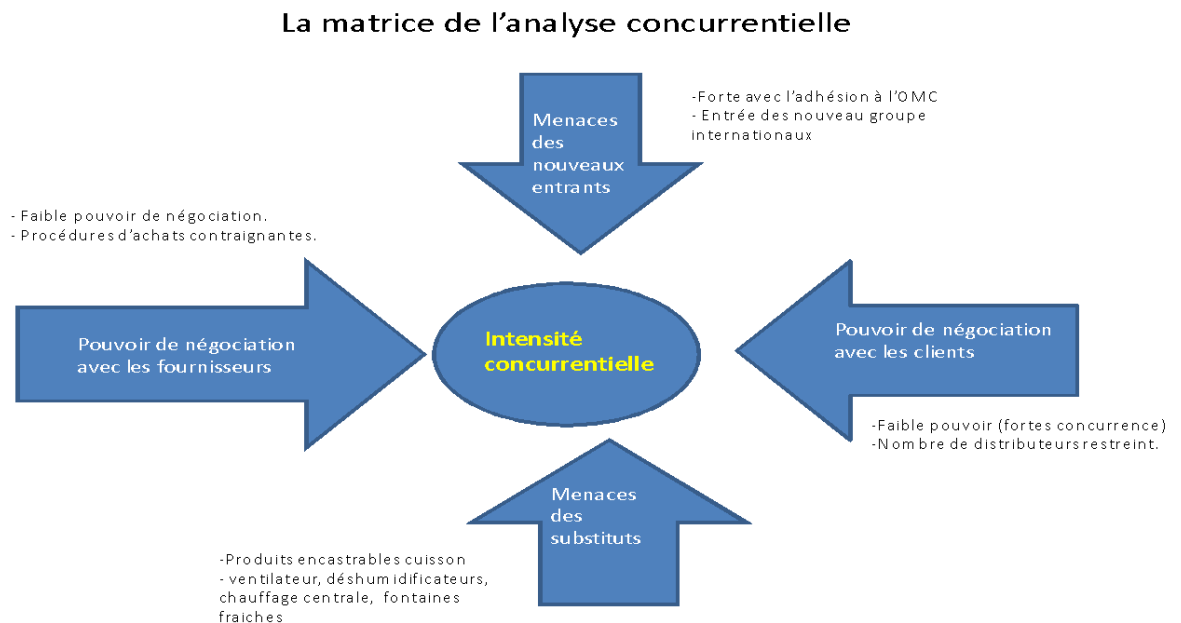 La matrice de l'analyse concurrentielle
-Forte avec l'adhésion à l'OMC
- Entrée des nouveau groupe
internationaux
Menaces
des
nouveaux
entrants
- Faible pouvoir de négociation.
- Procédures d'achats contraignantes.
Pouvoir de négociation
avec les fournisseurs
Intensité
concurrentielle
Pouvoir de négociation
avec les clients
-Faible pouvoir (fortes concurrence)
-Nombre de distributeurs restreint.
Menaces
des
substituts
-Produits encastrables cuisson
- ventilateur, déshumidificateurs,
chauffage centrale, fontaines
fraiches